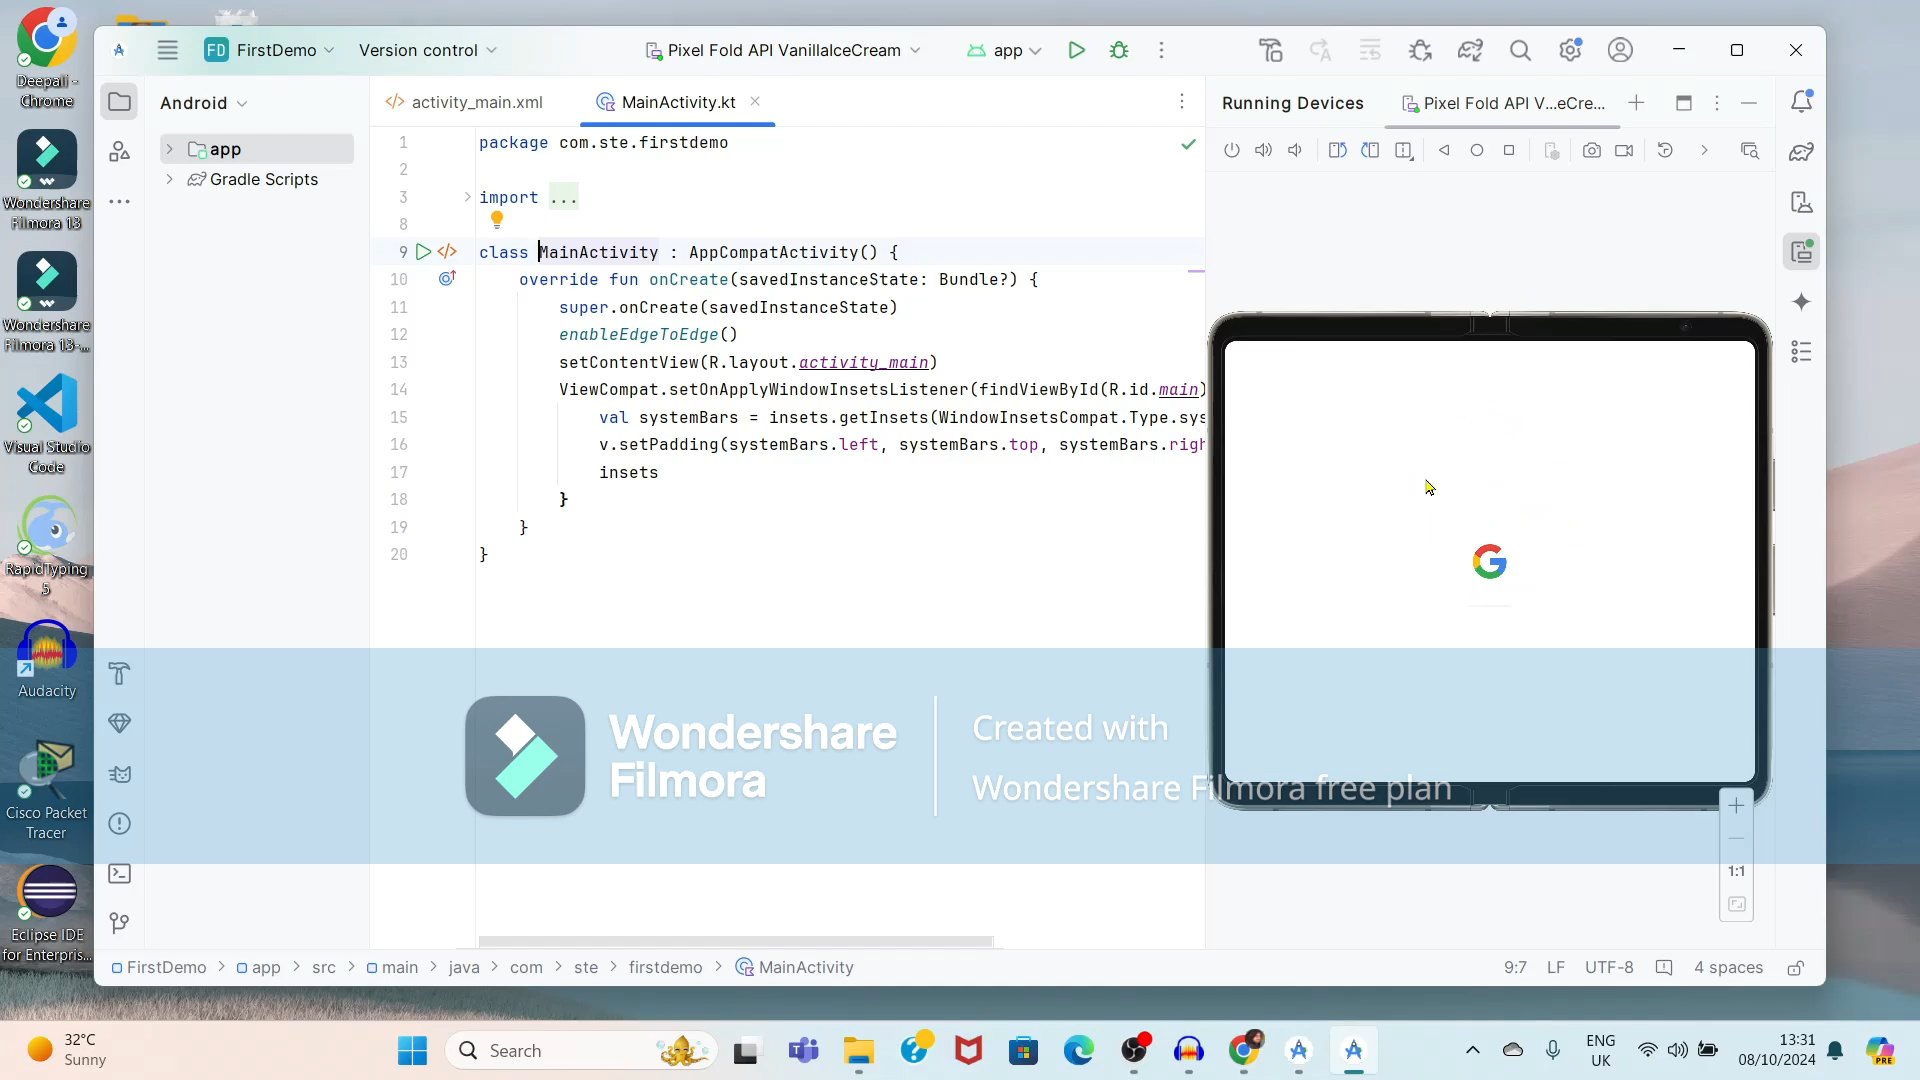 Deepali -
Chrome
Wondershare
Filmora 13
Wondershare
Filmora 13-...
Visual Studio
Code
RapidTyping
5
Audacity
Cisco Packet
Tracer
Eclipse IDE
for Enterpris...
FD FirstDemo
Version control
Pixel Fold API VanillaIceCream
app
Android
app
Gradle Scripts
activity_main.xml
MainActivity.kt
1 package com.ste.firstdemo
2
3 import ...
8
9 class MainActivity : AppCompatActivity() {
10 override fun onCreate(savedInstanceState: Bundle?) {
11 super.onCreate(savedInstanceState)
12 enableEdgeToEdge()
13 setContentView(R.layout.activity_main)
14 ViewCompat.setOnApplyWindowInsetsListener(findViewById(R.id.main)
15 val systemBars = insets.getInsets(WindowInsetsCompat.Type.sys
16 v.setPadding(systemBars.left, systemBars.top, systemBars.righ
17 insets
18 }
19 }
20 }
Running Devices
Pixel Fold API V...eCre...
G
Wondershare
Filmora
Created with
Wondershare Filmora free plan
1:1
FirstDemo > app > src > main > java > com > ste > firstdemo > MainActivity
9:7 LF UTF-8 4 spaces
32°C
Sunny
Search
ENG
UK
13:31
08/10/2024
PRE